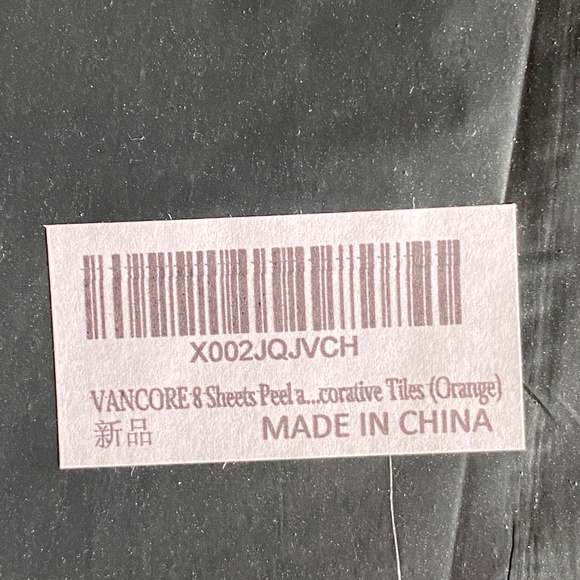 X002JQJVCH
VANCORE 8 Sheets Peel a...corative Tiles (Orange)
新品 MADE IN CHINA